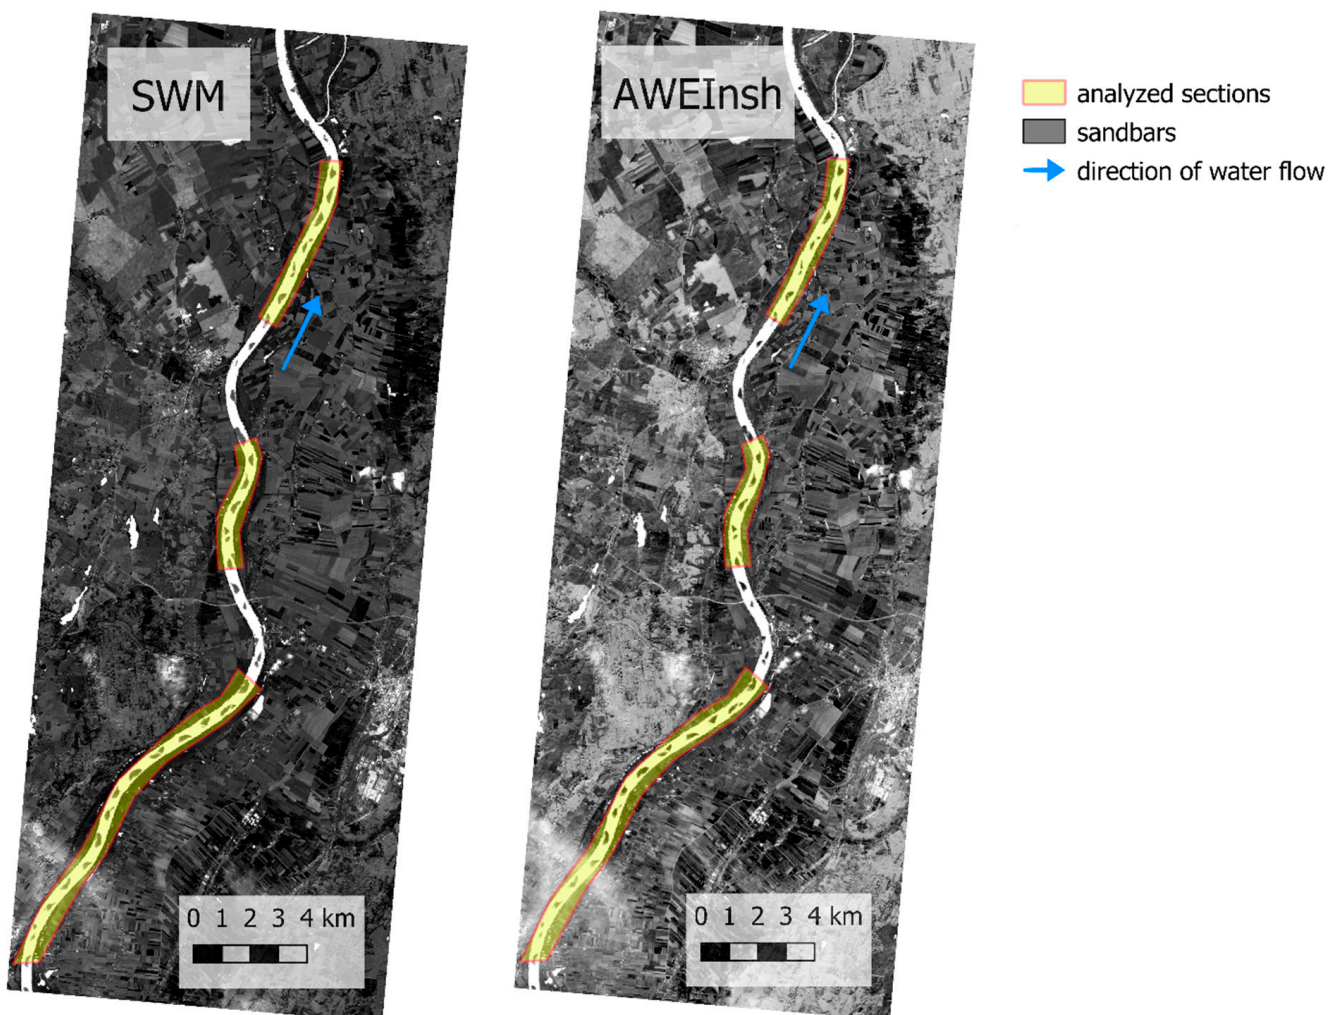 SWM
AWEInsh
analyzed sections
sandbars
direction of water flow
0 1 2 3 4 km
0 1 2 3 4 km